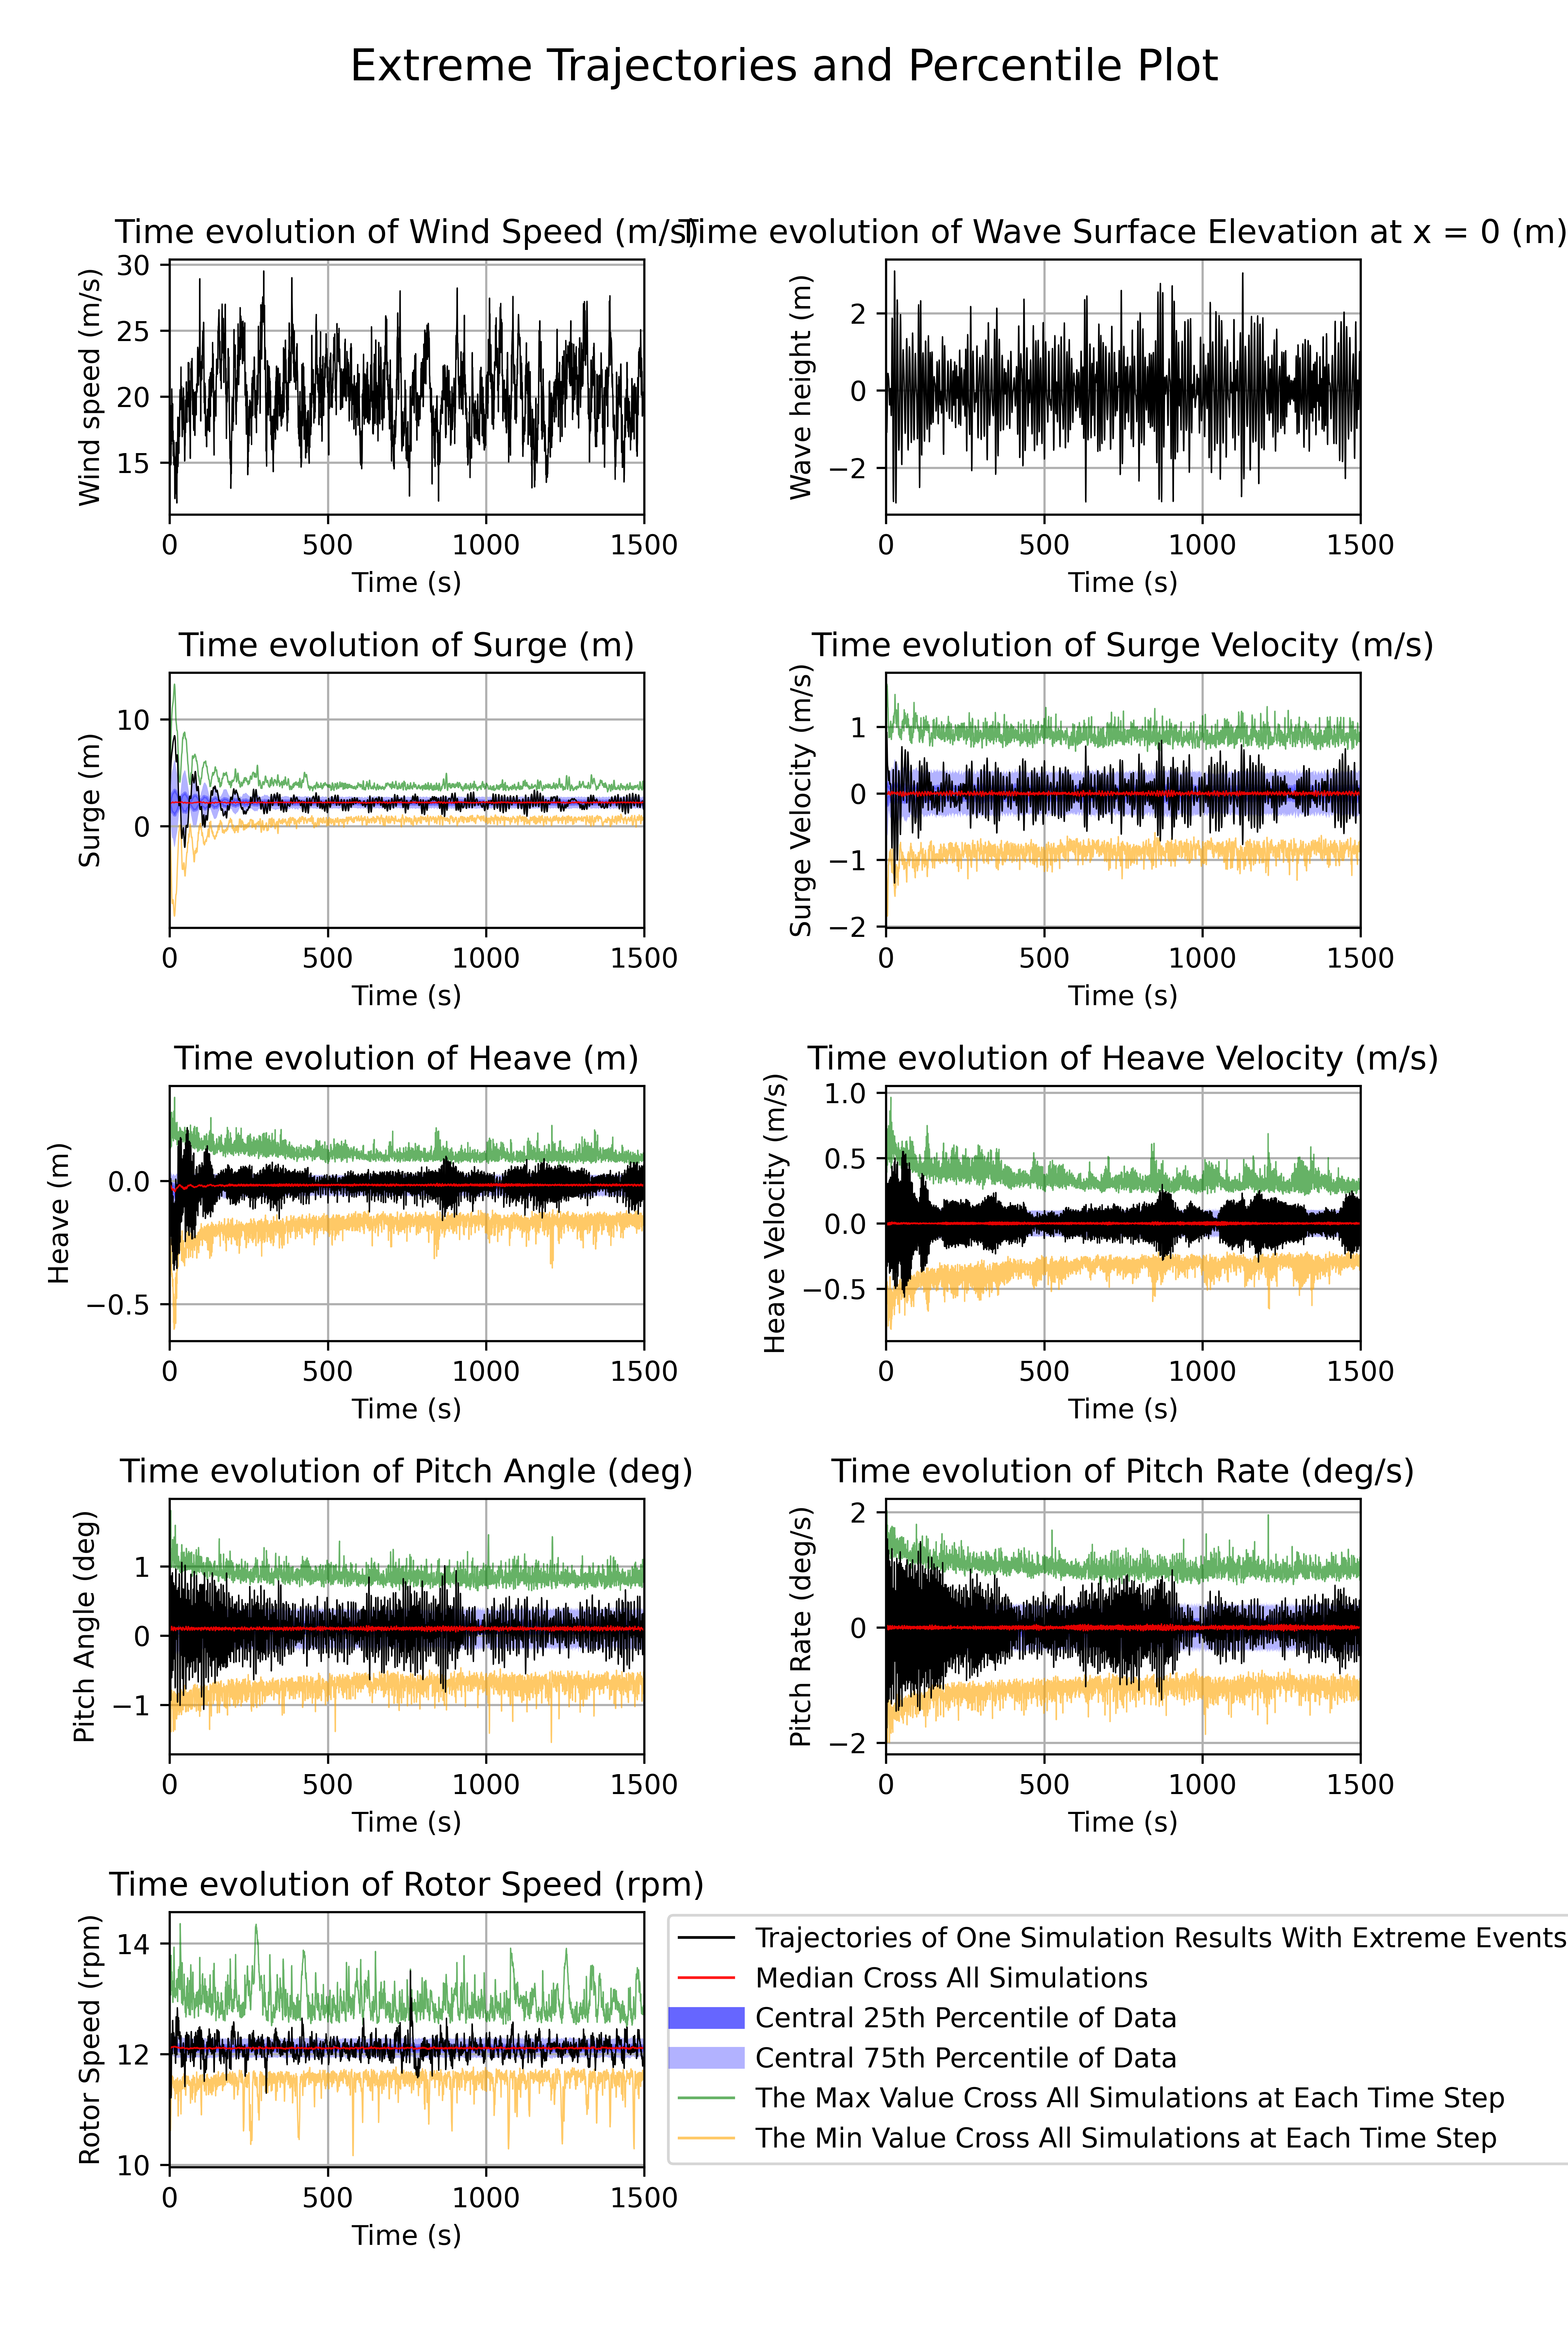 Extreme Trajectories and Percentile Plot
Time evolution of Wind Speed (m/s)
Wind speed (m/s)
30
25
20
15
0 500 1000 1500
Time (s)
Time evolution of Wave Surface Elevation at x = 0 (m)
Wave height (m)
2
0
−2
0 500 1000 1500
Time (s)
Time evolution of Surge (m)
Surge (m)
10
0
0 500 1000 1500
Time (s)
Time evolution of Surge Velocity (m/s)
Surge Velocity (m/s)
1
0
−1
−2
0 500 1000 1500
Time (s)
Time evolution of Heave (m)
Heave (m)
0.0
−0.5
0 500 1000 1500
Time (s)
Time evolution of Heave Velocity (m/s)
Heave Velocity (m/s)
1.0
0.5
0.0
−0.5
0 500 1000 1500
Time (s)
Time evolution of Pitch Angle (deg)
Pitch Angle (deg)
1
0
−1
0 500 1000 1500
Time (s)
Time evolution of Pitch Rate (deg/s)
Pitch Rate (deg/s)
2
0
−2
0 500 1000 1500
Time (s)
Time evolution of Rotor Speed (rpm)
Rotor Speed (rpm)
14
12
10
0 500 1000 1500
Time (s)
Trajectories of One Simulation Results With Extreme Events
Median Cross All Simulations
Central 25th Percentile of Data
Central 75th Percentile of Data
The Max Value Cross All Simulations at Each Time Step
The Min Value Cross All Simulations at Each Time Step